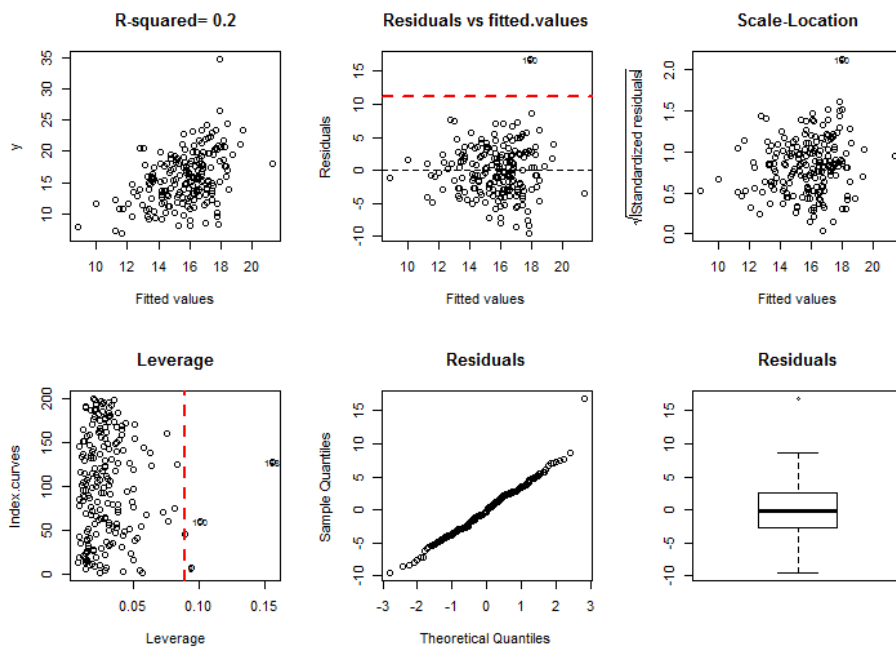 R-squared= 0.2
y
35
30
25
20
15
10
10 12 14 16 18 20
Fitted values
Residuals vs fitted.values
Residuals
15
10
5
0
-5
-10
10 12 14 16 18 20
Fitted values
Scale-Location
√|Standardized residuals|
2.0
1.5
1.0
0.5
0.0
10 12 14 16 18 20
Fitted values
Leverage
Index.curves
200
150
100
50
0
0.05 0.10 0.15
Leverage
Residuals
Sample Quantiles
15
10
5
0
-5
-10
-3 -2 -1 0 1 2 3
Theoretical Quantiles
Residuals
15
10
5
0
-5
-10